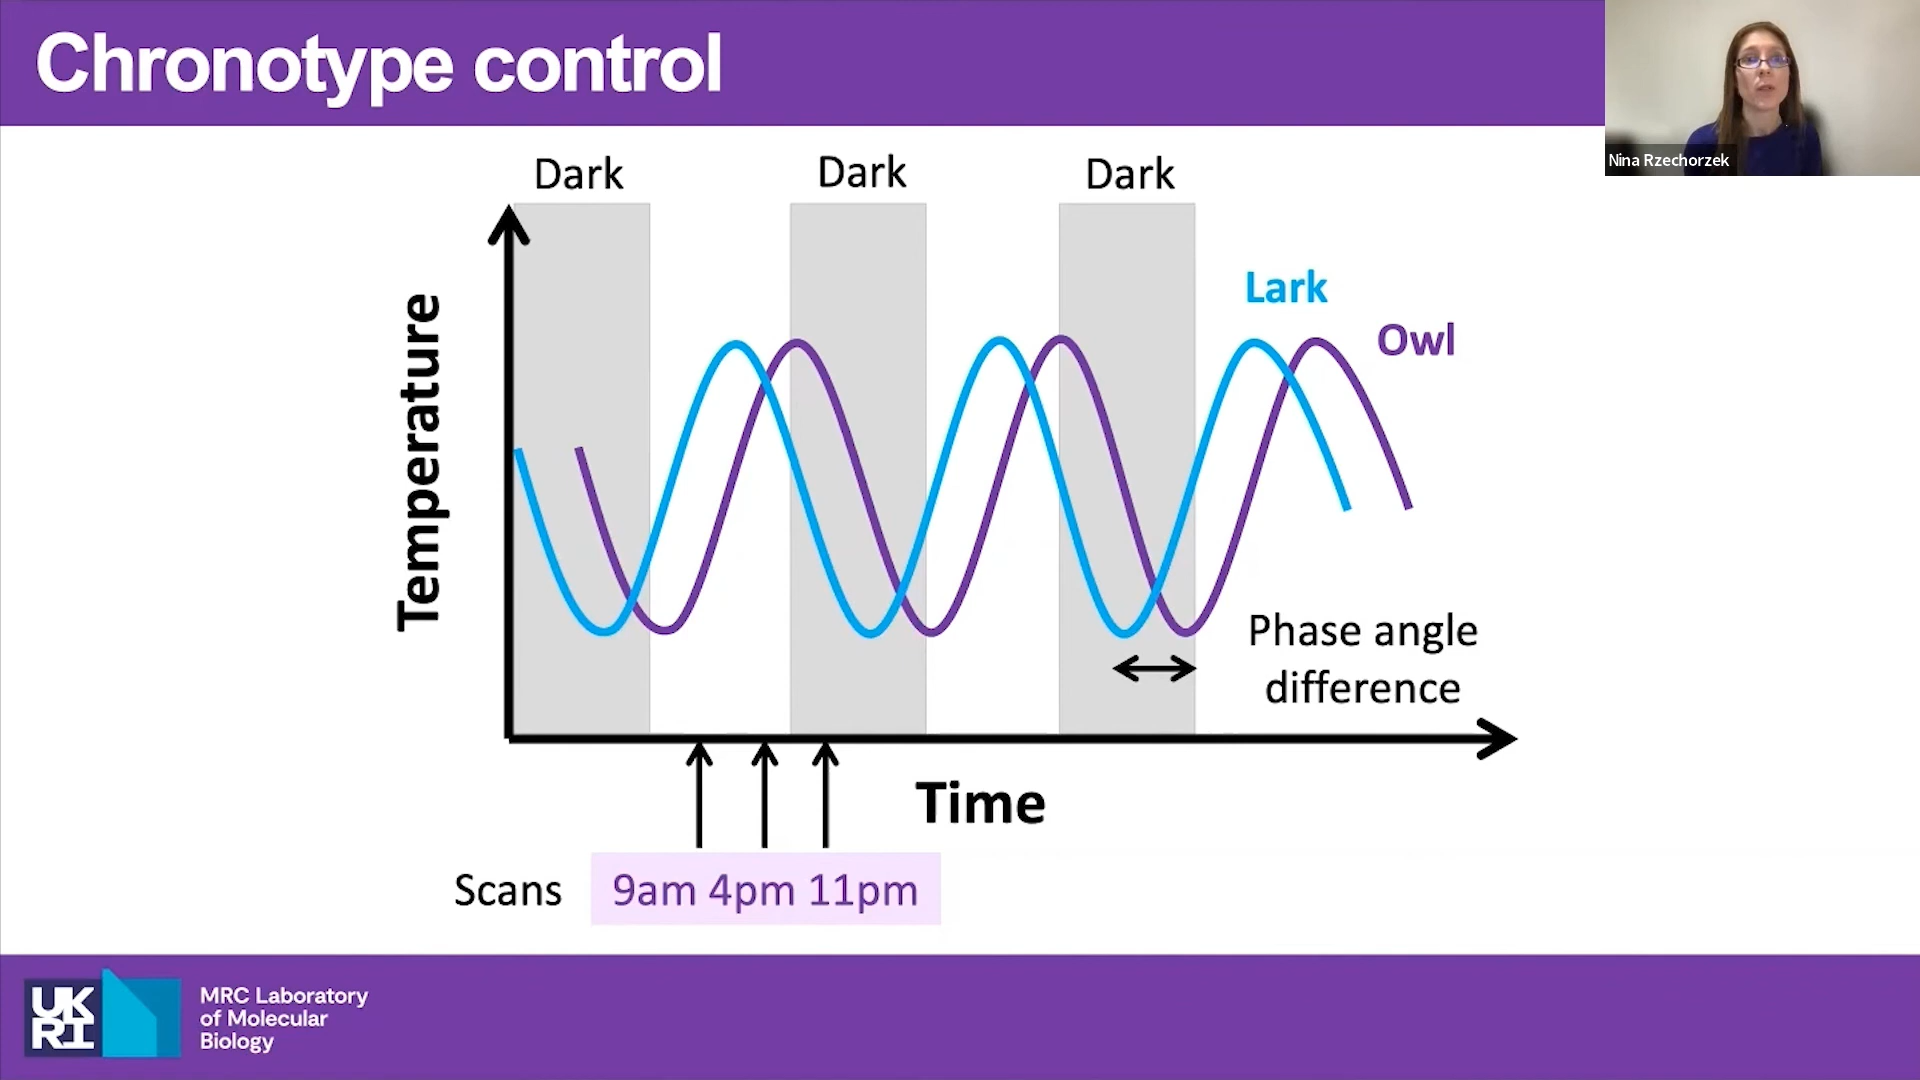 Chronotype control
Nina Rzechorzek
Dark
Dark
Dark
Lark
Owl
Temperature
Phase angle
difference
Time
Scans
9am 4pm 11pm
UK
RI
MRC Laboratory
of Molecular
Biology